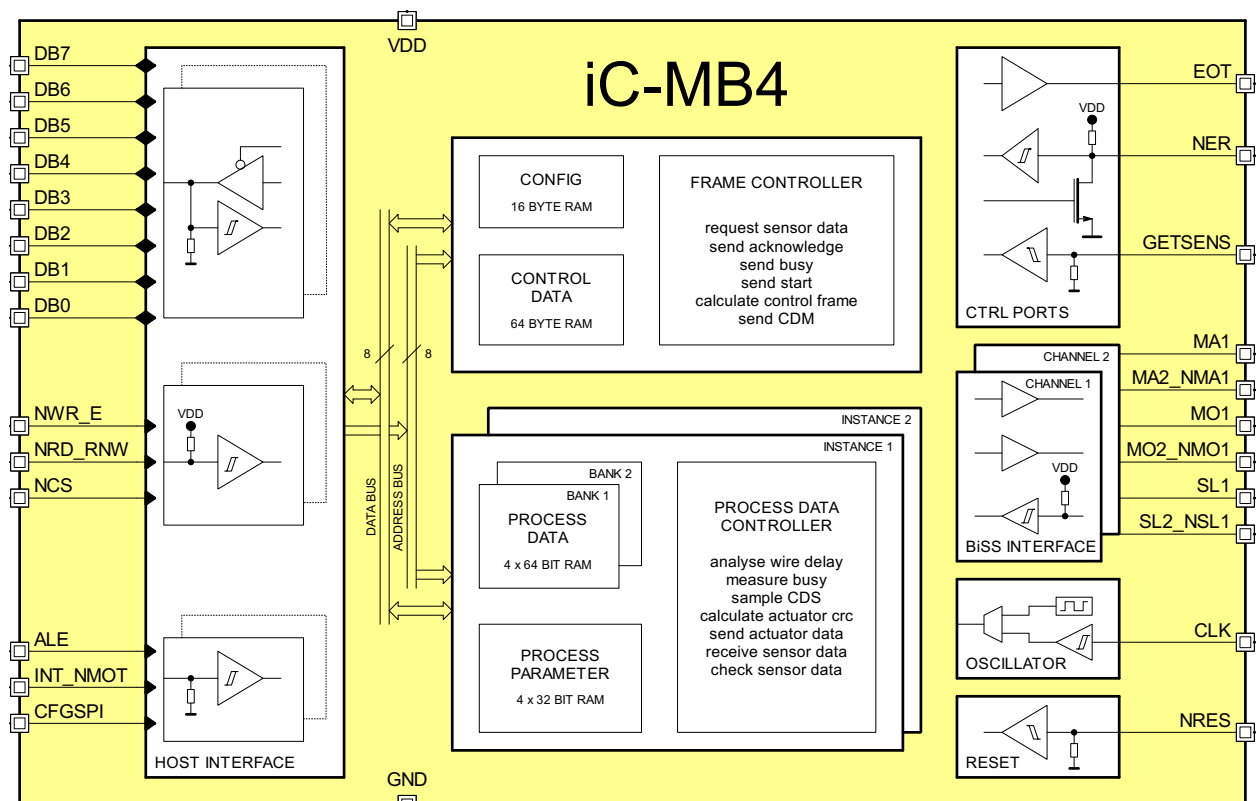 VDD
iC-MB4
DB7
DB6
DB5
DB4
DB3
DB2
DB1
DB0
NWR_E
NRD_RNW
NCS
ALE
INT_NMOT
CFGSPI
VDD
HOST INTERFACE
8
8
DATA BUS
ADDRESS BUS
CONFIG
16 BYTE RAM
CONTROL
DATA
64 BYTE RAM
FRAME CONTROLLER
request sensor data
send acknowledge
send busy
send start
calculate control frame
send CDM
INSTANCE 2
INSTANCE 1
BANK 2
BANK 1
PROCESS
DATA
4 x 64 BIT RAM
PROCESS
PARAMETER
4 x 32 BIT RAM
PROCESS DATA
CONTROLLER
analyse wire delay
measure busy
sample CDS
calculate actuator crc
send actuator data
receive sensor data
check sensor data
VDD
CTRL PORTS
EOT
NER
GETSENS
CHANNEL 2
CHANNEL 1
VDD
BiSS INTERFACE
MA1
MA2_NMA1
MO1
MO2_NMO1
SL1
SL2_NSL1
OSCILLATOR
CLK
RESET
NRES
GND